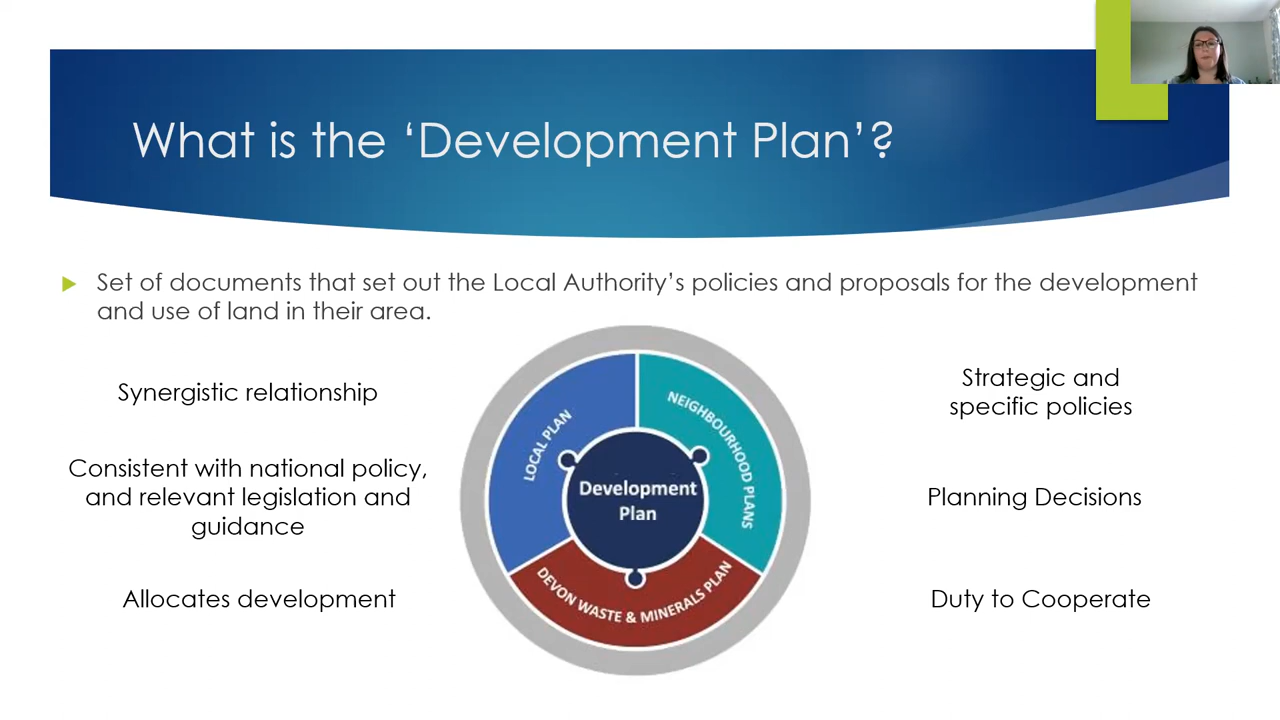 What is the ‘Development Plan’?
Set of documents that set out the Local Authority’s policies and proposals for the development
and use of land in their area.
Synergistic relationship
Consistent with national policy,
and relevant legislation and
guidance
Allocates development
LOCAL PLAN
NEIGHBOURHOOD PLANS
Development
Plan
DEVON WASTE & MINERALS PLAN
Strategic and
specific policies
Planning Decisions
Duty to Cooperate